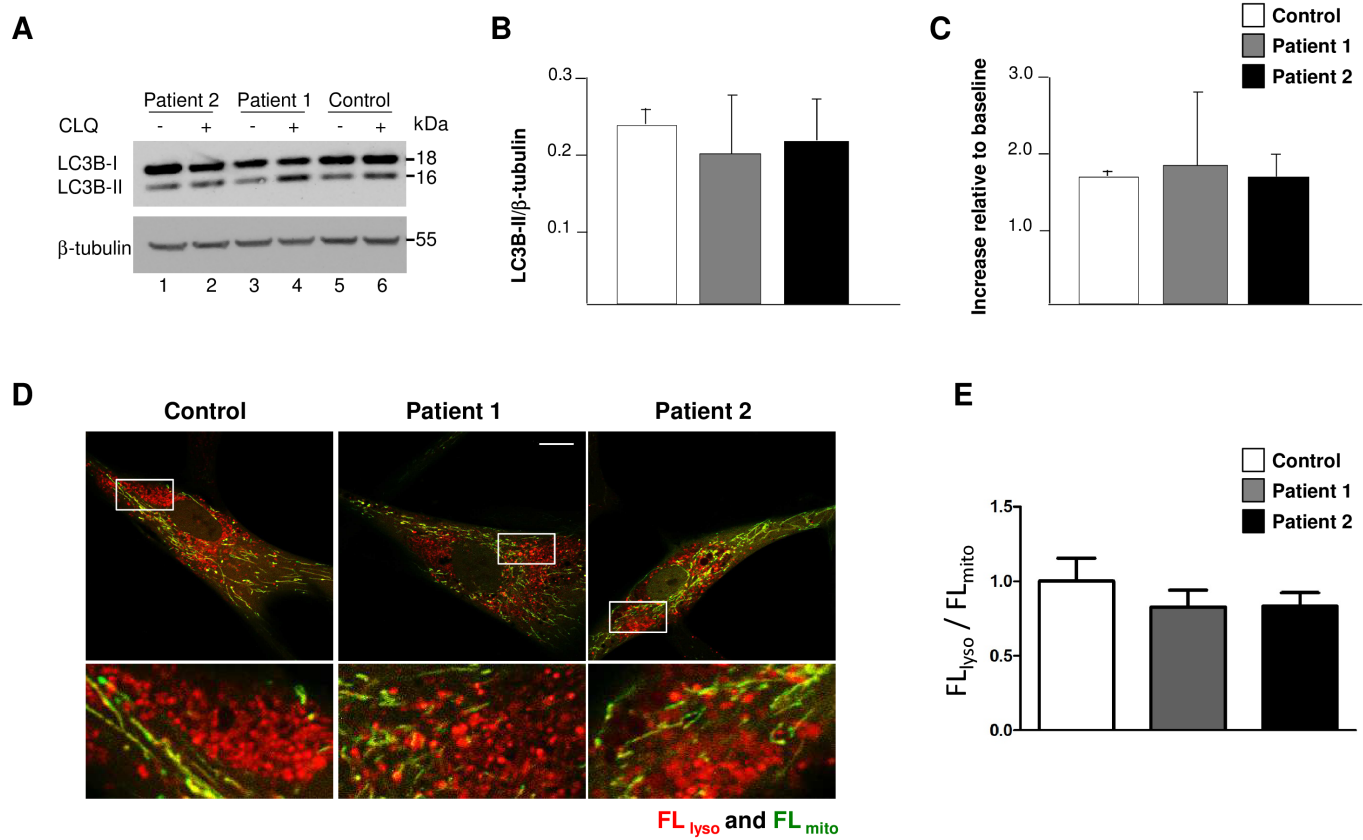 A
Patient 2 Patient 1 Control
CLQ - + - + - + kDa
LC3B-I 18
LC3B-II 16
β-tubulin 55
1 2 3 4 5 6
B
0.3
0.2
0.1
LC3B-II/β-tubulin
C
Control
Patient 1
Patient 2
3.0
2.0
1.0
Increase relative to baseline
D
Control Patient 1 Patient 2
FL lyso and FL mito
E
Control
Patient 1
Patient 2
1.5
1.0
0.5
0.0
FLlyso / FLmito